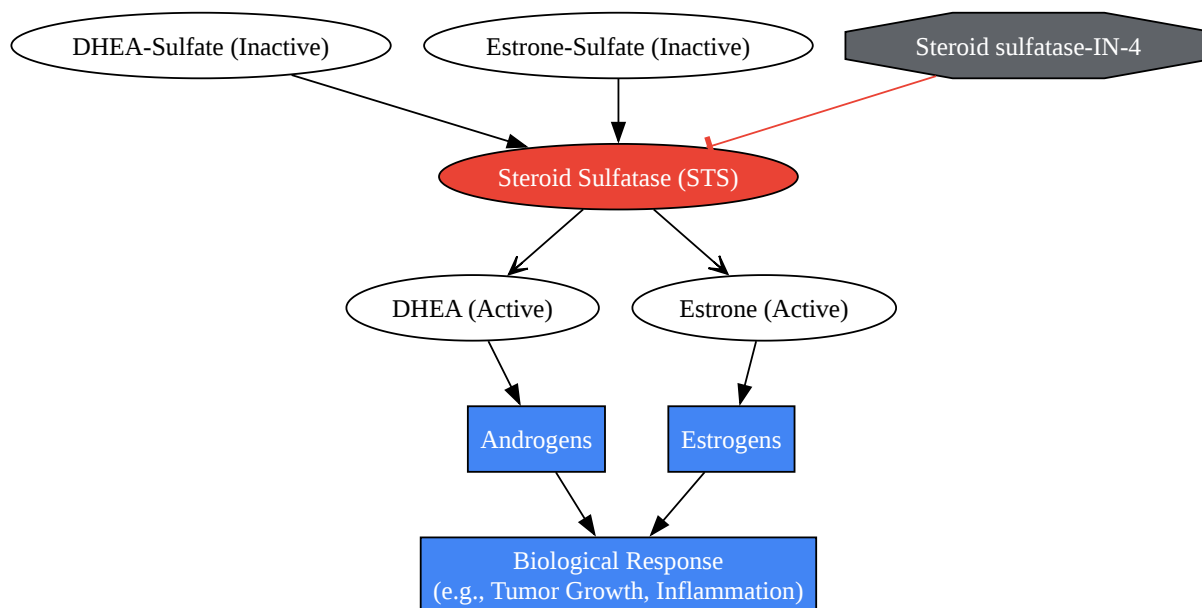 DHEA-Sulfate (Inactive)
Estrone-Sulfate (Inactive)
Steroid sulfatase-IN-4
Steroid Sulfatase (STS)
DHEA (Active)
Estrone (Active)
Androgens
Estrogens
Biological Response
(e.g., Tumor Growth, Inflammation)